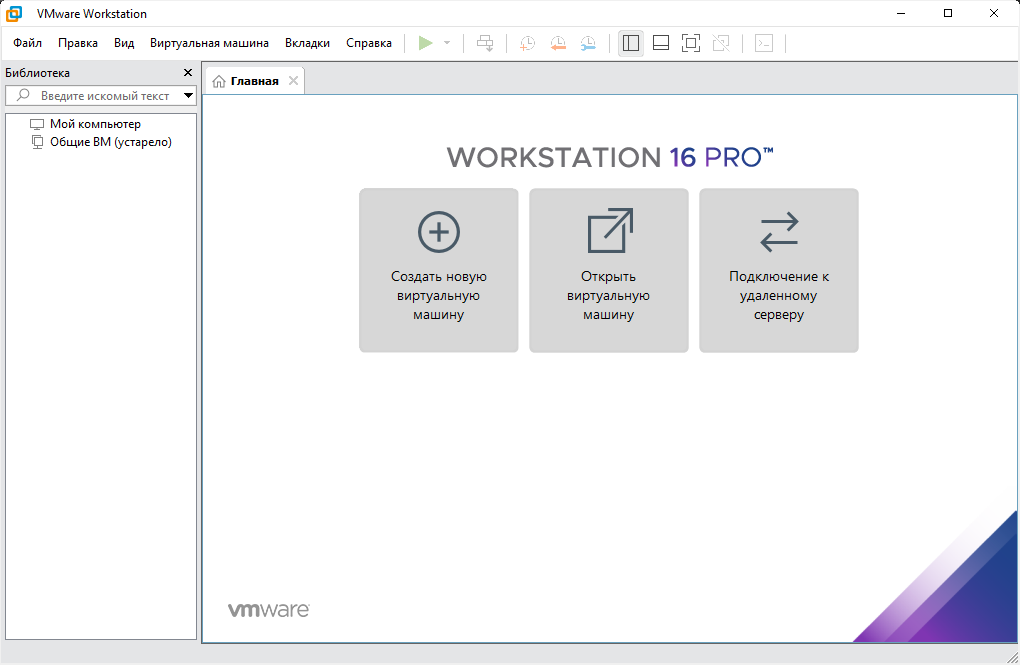 VMware Workstation
Файл Правка Вид Виртуальная машина Вкладки Справка
Библиотека
Введите искомый текст
Мой компьютер
Общие ВМ (устарело)
Главная
WORKSTATION 16 PRO™
Создать новую
виртуальную
машину
Открыть
виртуальную
машину
Подключение к
удаленному
серверу
vmware